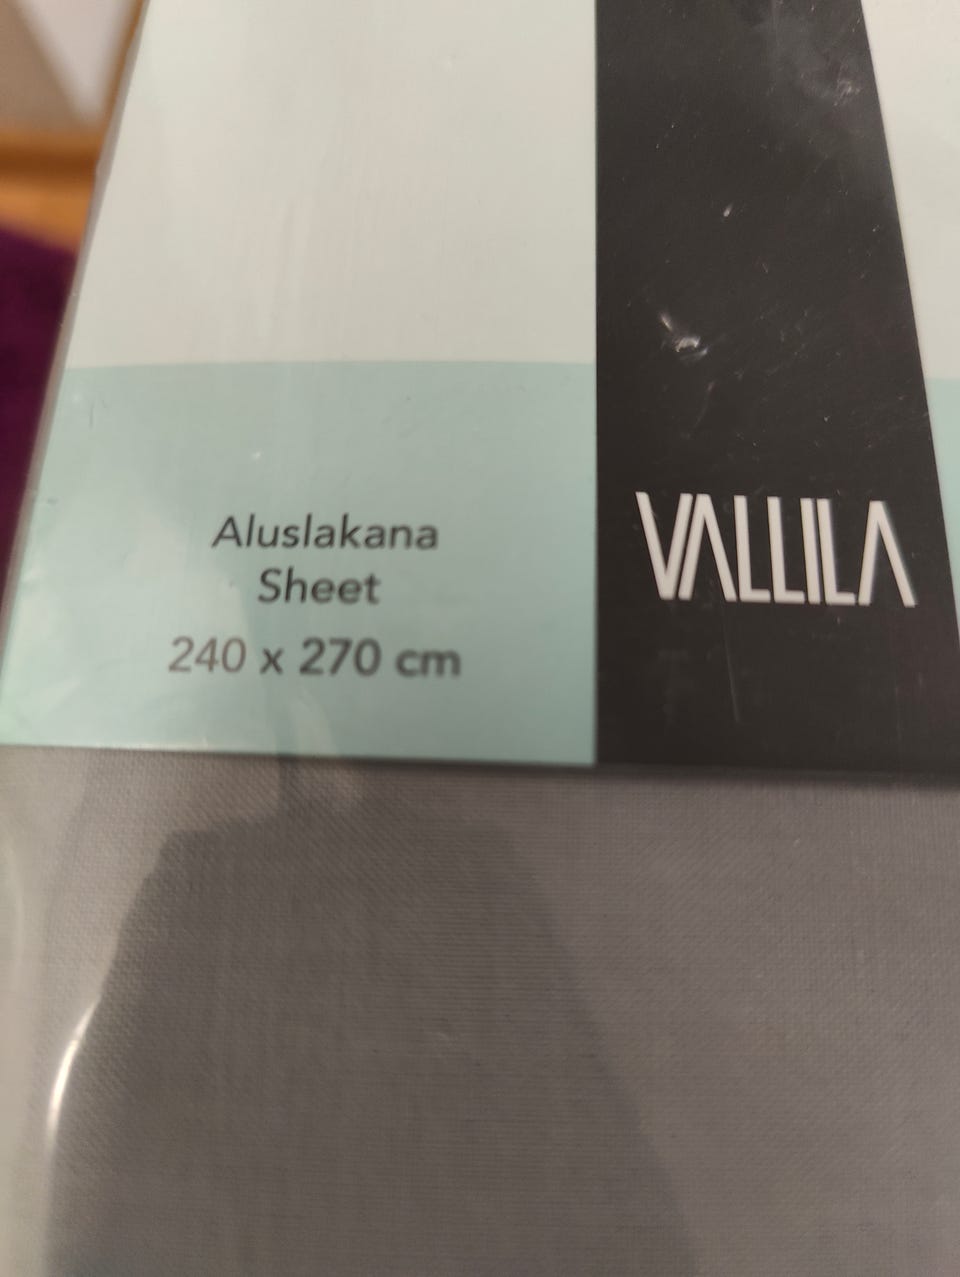 Aluslakana
Sheet
240 x 270 cm
VALLILA